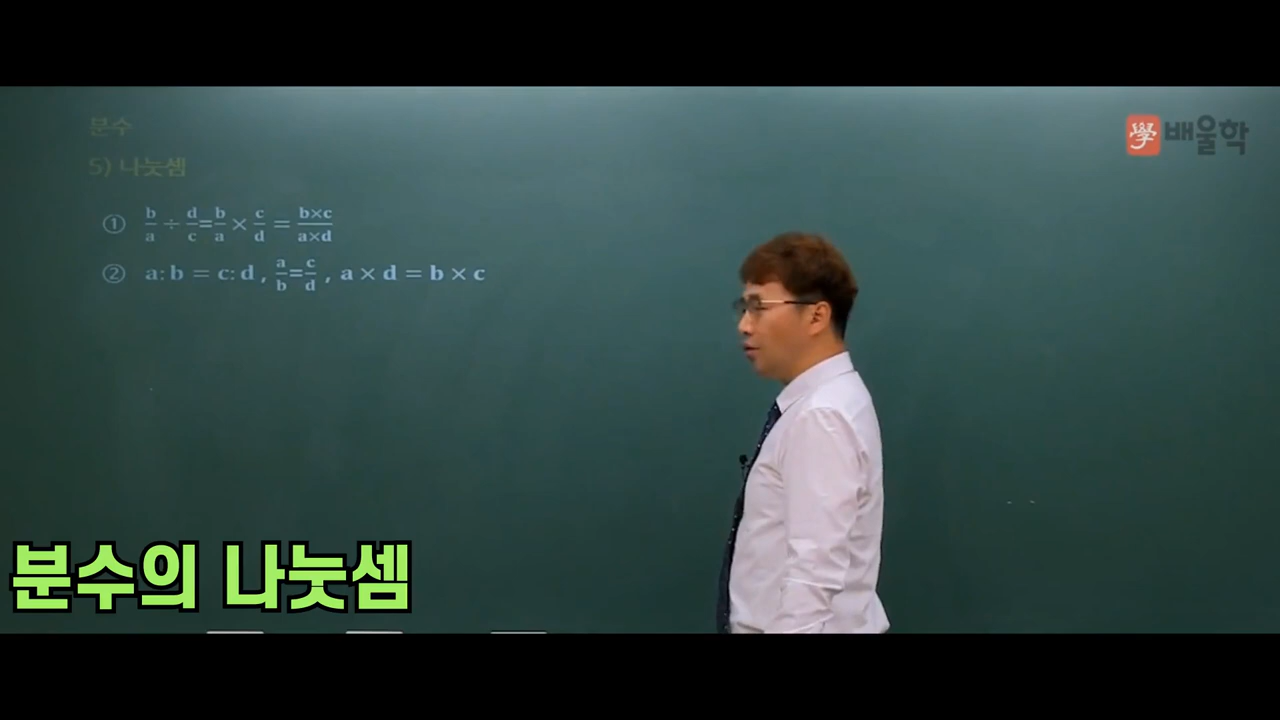 분수
學배울학
5) 나눗셈
① b/a ÷ d/c = b/a × c/d = b×c/a×d
② a: b = c: d , a/b = c/d , a × d = b × c
분수의 나눗셈